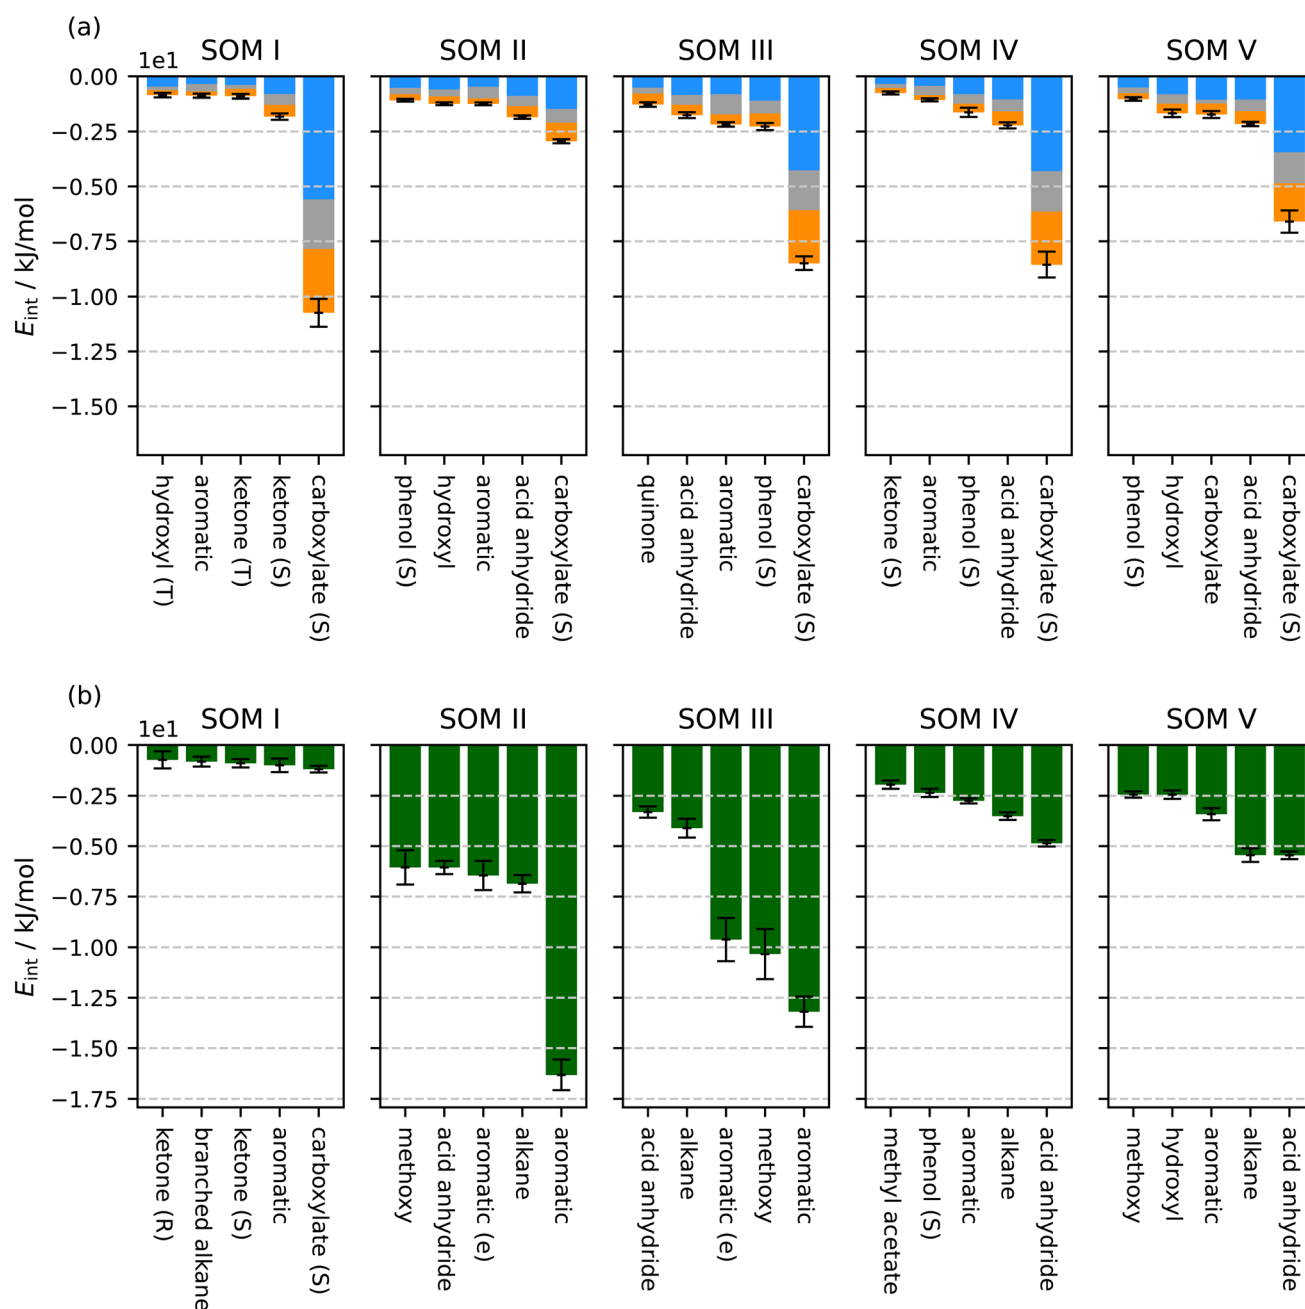 (a)
SOM I SOM II SOM III SOM IV SOM V
1e1
0.00
−0.25
−0.50
−0.75
−1.00
−1.25
−1.50
E_int / kJ/mol
hydroxyl (T)
aromatic
ketone (T)
ketone (S)
carboxylate (S)
phenol (S)
hydroxyl
aromatic
acid anhydride
carboxylate (S)
quinone
acid anhydride
aromatic
phenol (S)
carboxylate (S)
ketone (S)
aromatic
phenol (S)
acid anhydride
carboxylate (S)
phenol (S)
hydroxyl
carboxylate
acid anhydride
carboxylate (S)
(b)
SOM I SOM II SOM III SOM IV SOM V
1e1
0.00
−0.25
−0.50
−0.75
−1.00
−1.25
−1.50
−1.75
E_int / kJ/mol
ketone (R)
branched alkane
ketone (S)
aromatic
carboxylate (S)
methoxy
acid anhydride
aromatic (e)
alkane
aromatic
acid anhydride
alkane
aromatic (e)
methoxy
aromatic
methyl acetate
phenol (S)
aromatic
alkane
acid anhydride
methoxy
hydroxyl
aromatic
alkane
acid anhydride